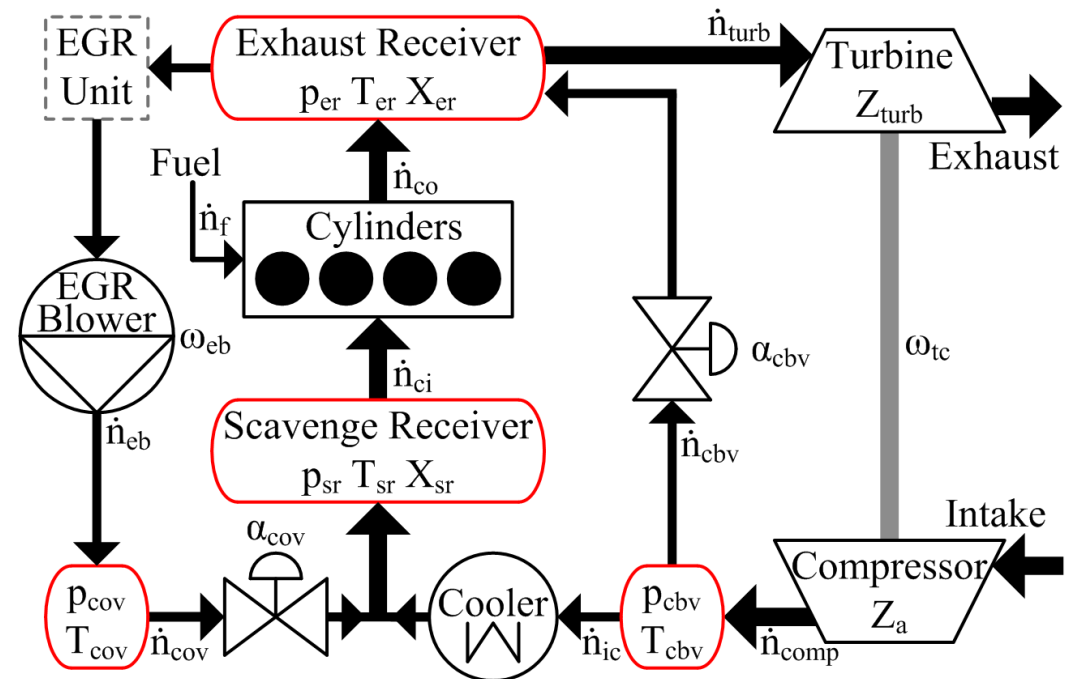 EGR
Unit
Exhaust Receiver
p_er T_er X_er
ṅ_turb
Turbine
Z_turb
Exhaust
Fuel
ṅ_f
ṅ_co
Cylinders
EGR
Blower
ω_eb
ṅ_eb
ṅ_ci
α_cbv
ω_tc
Scavenge Receiver
p_sr T_sr X_sr
ṅ_cbv
α_cov
Intake
p_cov
T_cov
ṅ_cov
Cooler
ṅ_ic
p_cbv
T_cbv
ṅ_comp
Compressor
Z_a